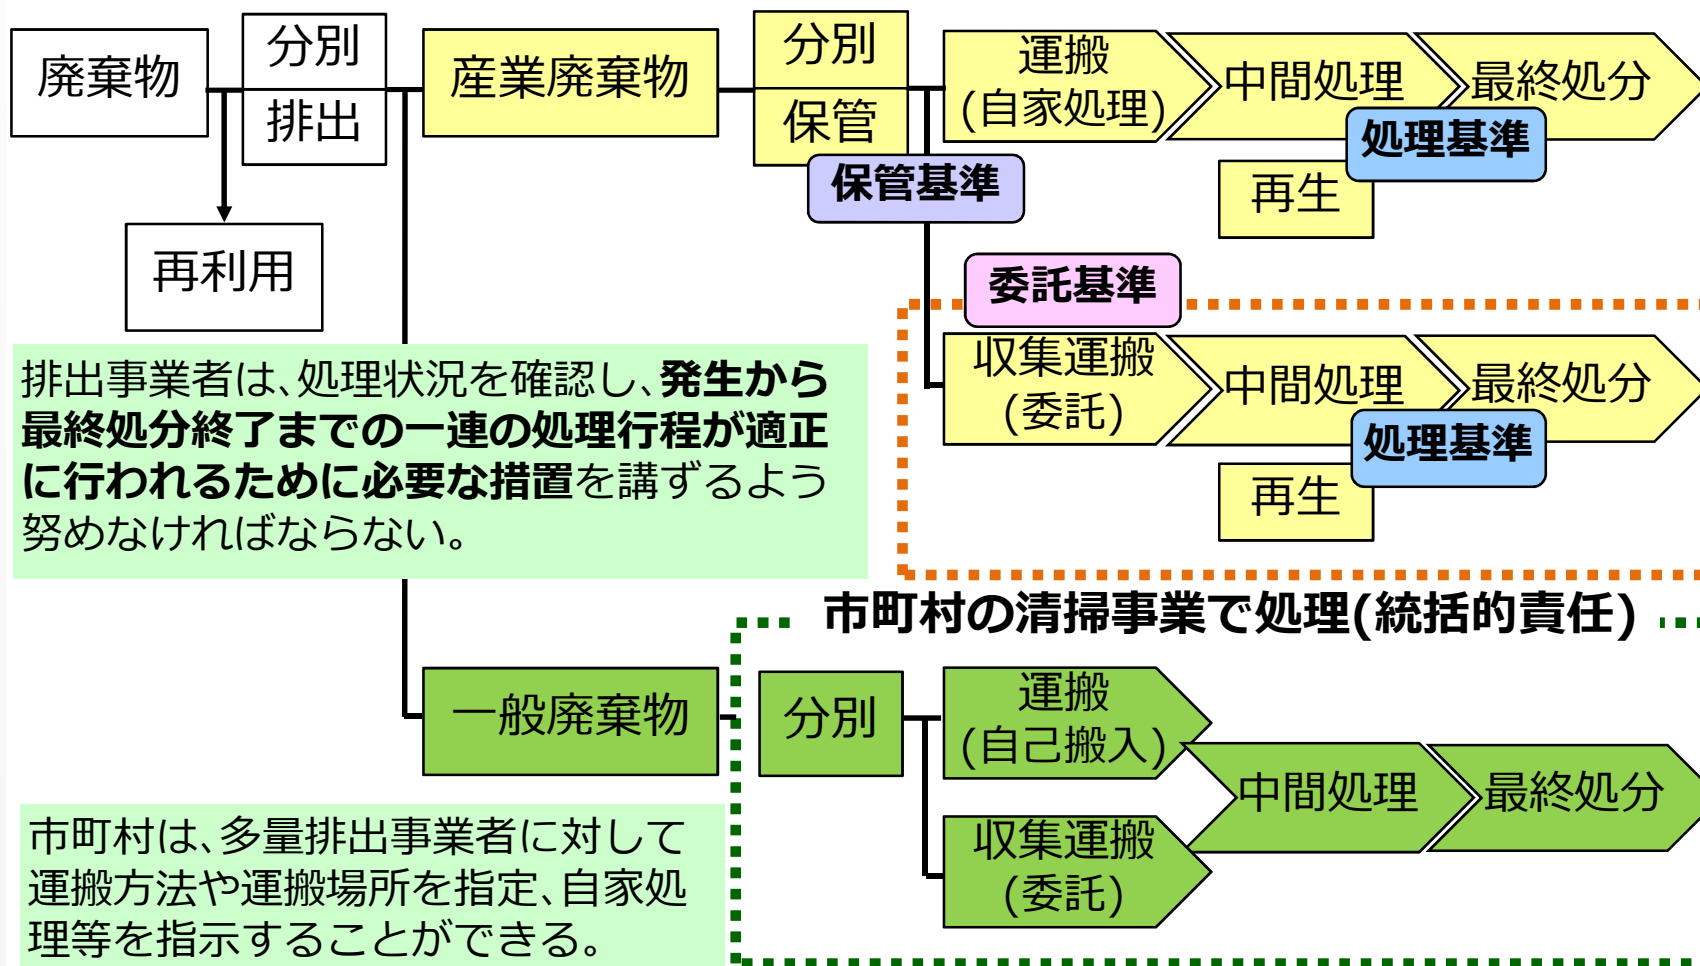 廃棄物
分別
排出
再利用
産業廃棄物
分別
保管
保管基準
運搬
(自家処理)
中間処理
最終処分
処理基準
再生
委託基準
収集運搬
(委託)
中間処理
最終処分
処理基準
再生
排出事業者は、処理状況を確認し、発生から
最終処分終了までの一連の処理行程が適正
に行われるために必要な措置を講ずるよう
努めなければならない。
市町村の清掃事業で処理(統括的責任)
一般廃棄物
分別
運搬
(自己搬入)
収集運搬
(委託)
中間処理
最終処分
市町村は、多量排出事業者に対して
運搬方法や運搬場所を指定、自家処
理等を指示することができる。